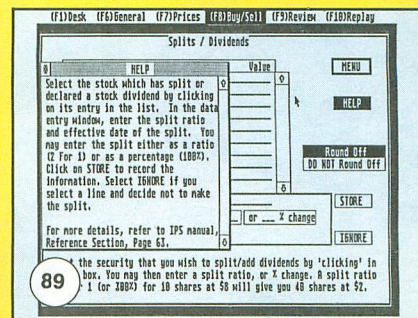 (F1)Desk (F6)General (F7)Prices (F8)Buy/Sell (F9)Review (F10)Replay
Splits / Dividends
HELP
Select the stock which has split or
declared a stock dividend by clicking
on its entry in the list. In the data
entry window, enter the split ratio
and effective date of the split. You
may enter the split either as a ratio
(2 For 1) or as a percentage (100%).
Click on STORE to record the
information. Select IGNORE if you
select a line and decide not to make
the split.
For more details, refer to IPS manual,
Reference Section, Page 63.
Value
or ___ % change
MENU
HELP
Round Off
DO NOT Round Off
STORE
IGNORE
t the security that you wish to split/add dividends by 'clicking' in
box. You may then enter a split ratio, or % change. A split ratio
1 (or 300%) for 10 shares at $8 will give you 40 shares at $2.
89